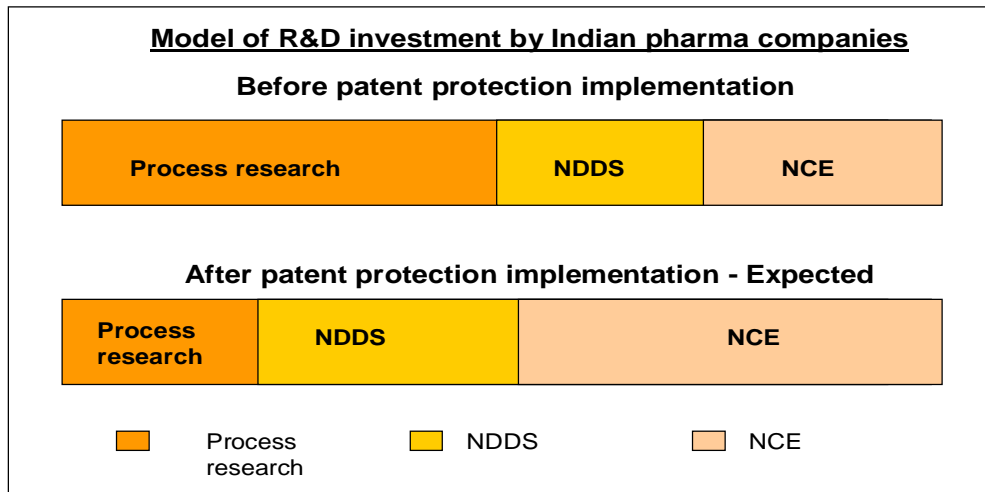 Model of R&D investment by Indian pharma companies
Before patent protection implementation
Process research NDDS NCE
After patent protection implementation - Expected
Process
research
NDDS
NCE
Process
research
NDDS
NCE